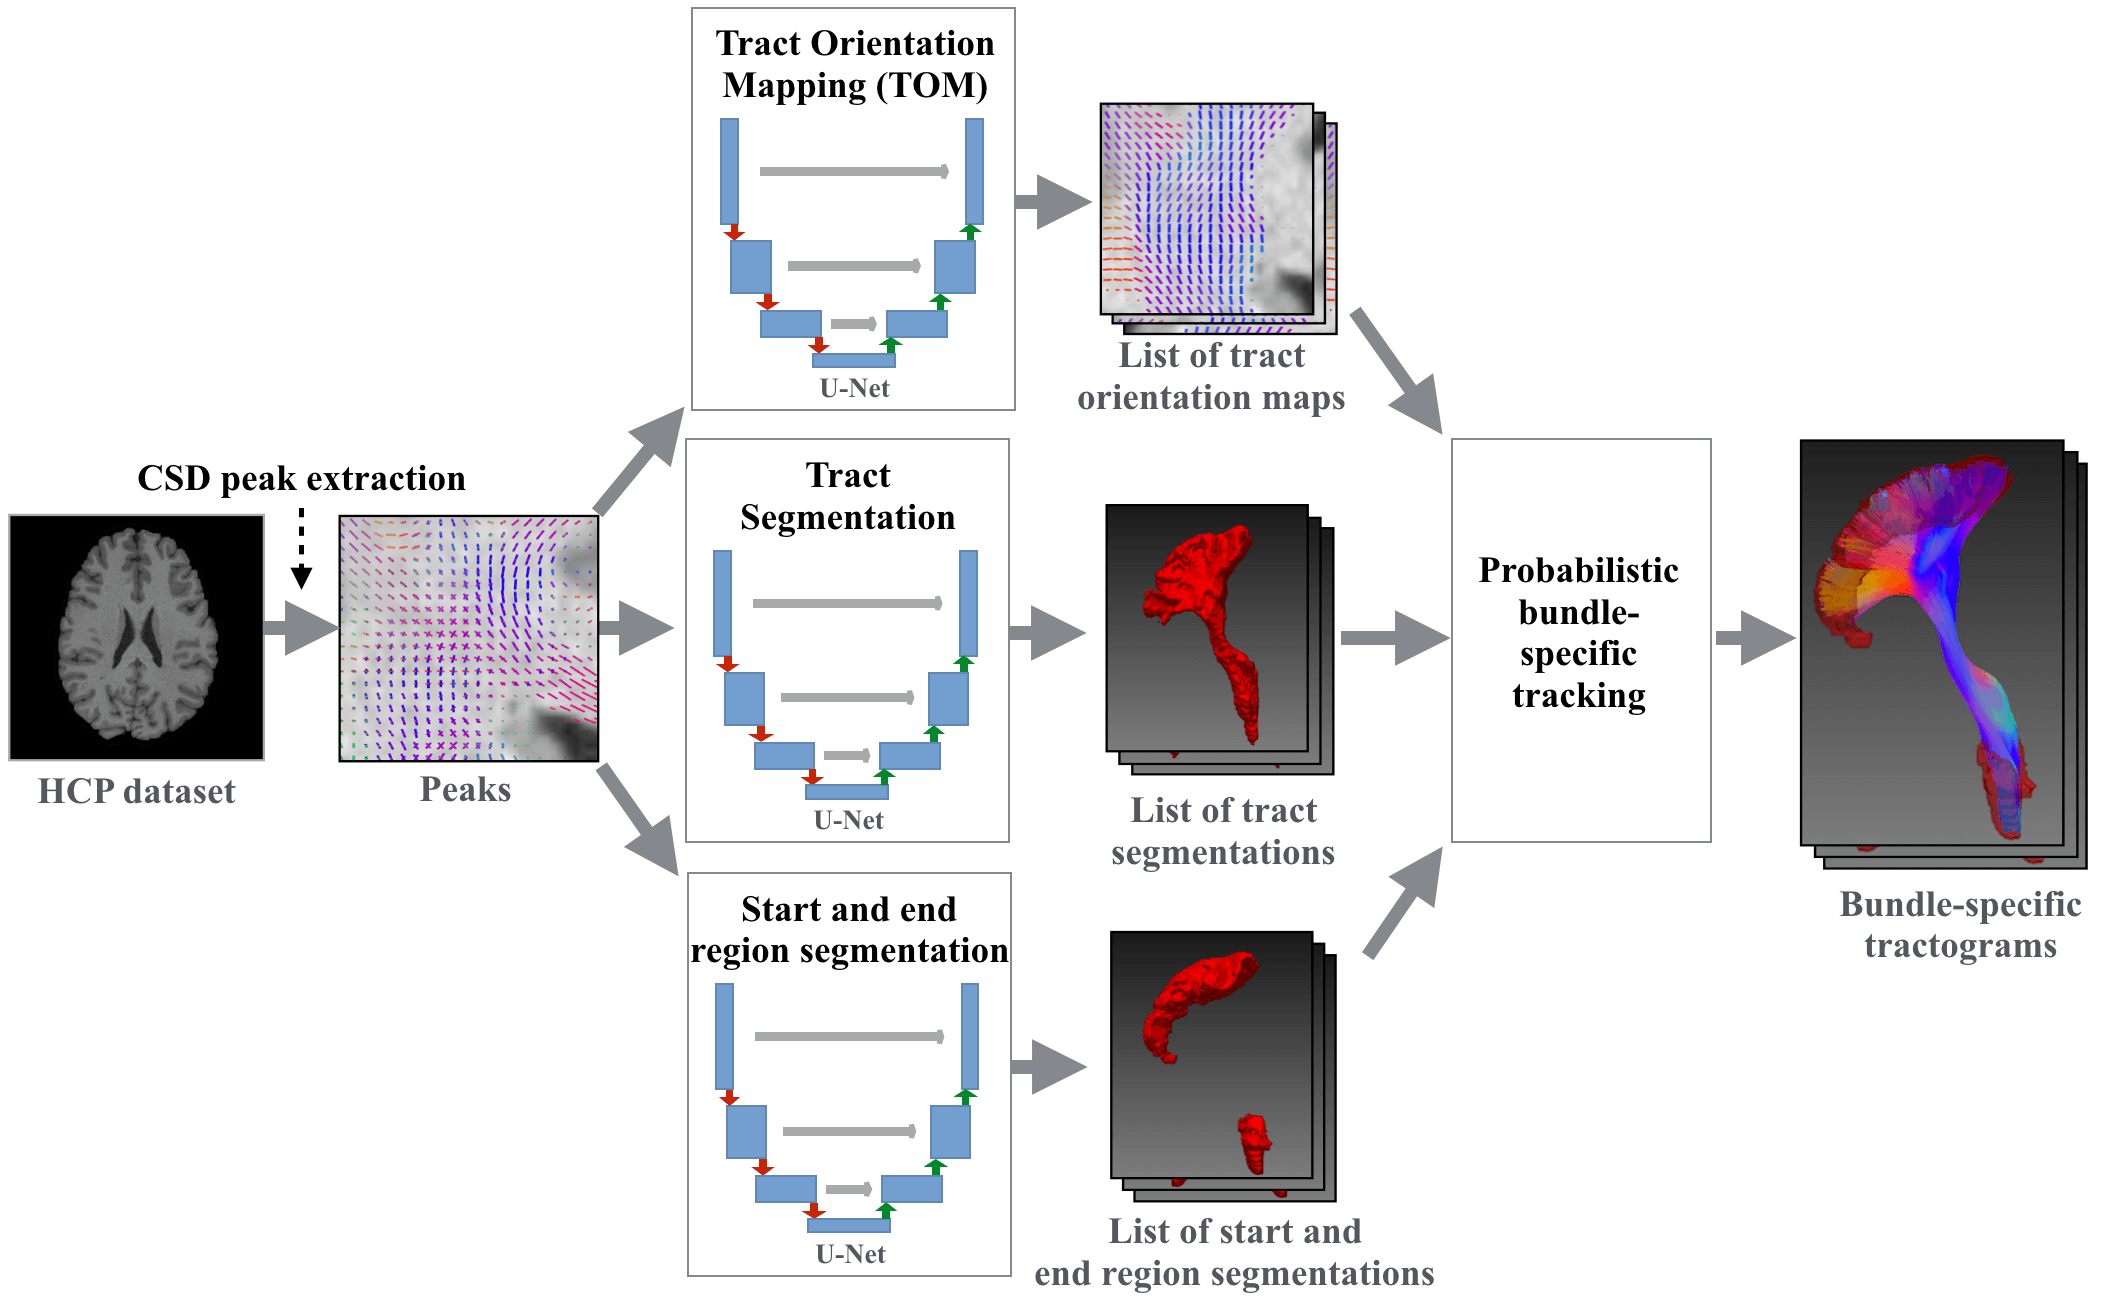 Tract Orientation
Mapping (TOM)
U-Net
List of tract
orientation maps
CSD peak extraction
HCP dataset
Peaks
Tract
Segmentation
U-Net
List of tract
segmentations
Start and end
region segmentation
U-Net
List of start and
end region segmentations
Probabilistic
bundle-
specific
tracking
Bundle-specific
tractograms